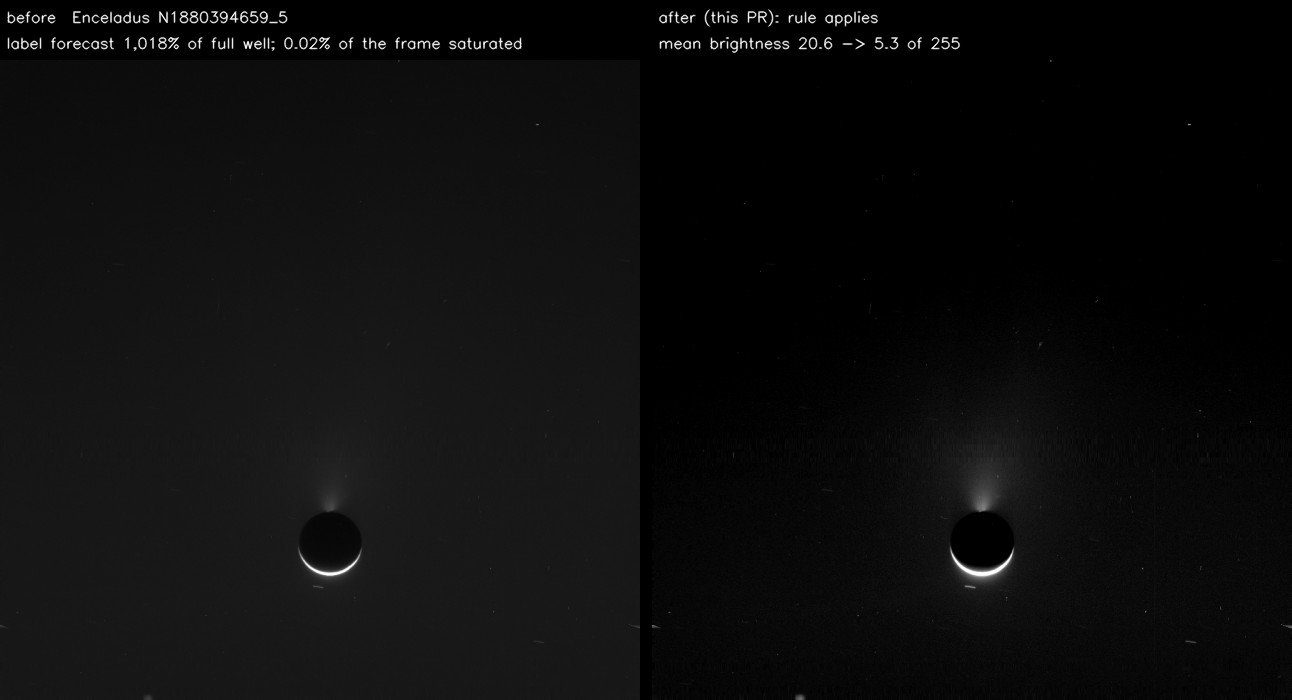 before Enceladus N1880394659_5
label forecast 1,018% of full well; 0.02% of the frame saturated
after (this PR): rule applies
mean brightness 20.6 -> 5.3 of 255